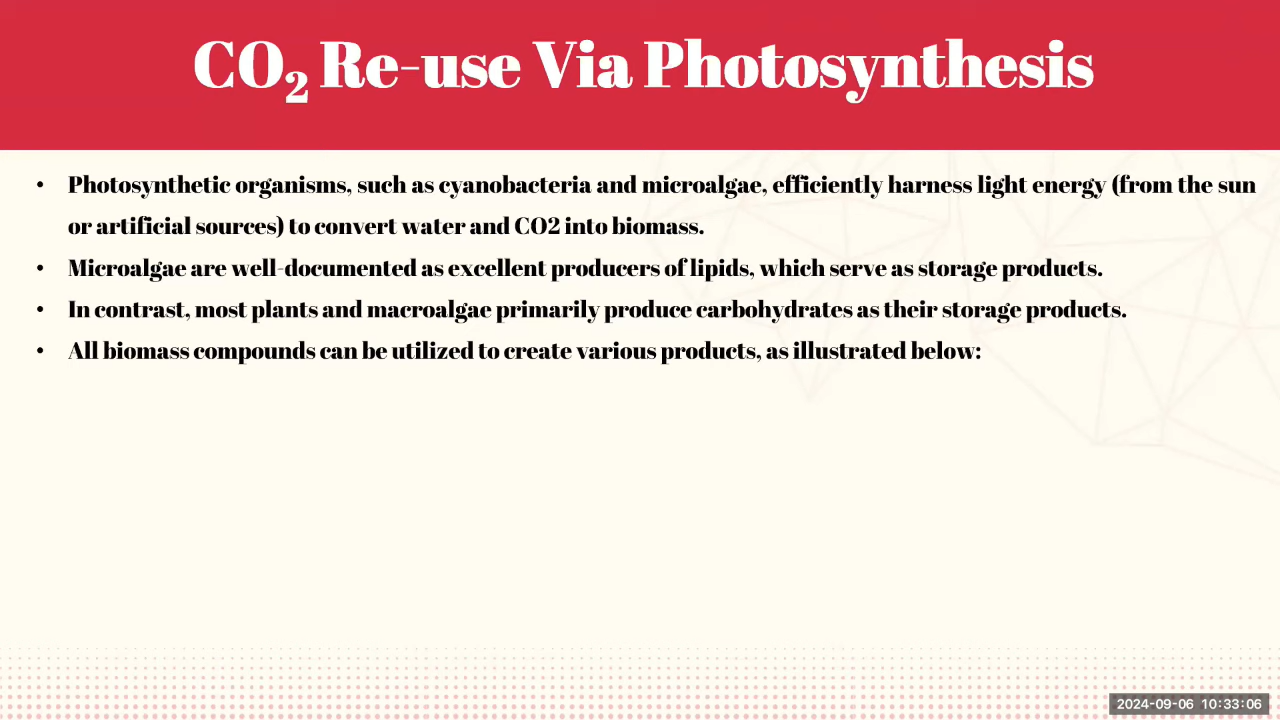 CO₂ Re-use Via Photosynthesis
• Photosynthetic organisms, such as cyanobacteria and microalgae, efficiently harness light energy (from the sun
or artificial sources) to convert water and CO2 into biomass.
• Microalgae are well-documented as excellent producers of lipids, which serve as storage products.
• In contrast, most plants and macroalgae primarily produce carbohydrates as their storage products.
• All biomass compounds can be utilized to create various products, as illustrated below:
2024-09-06 10:33:06